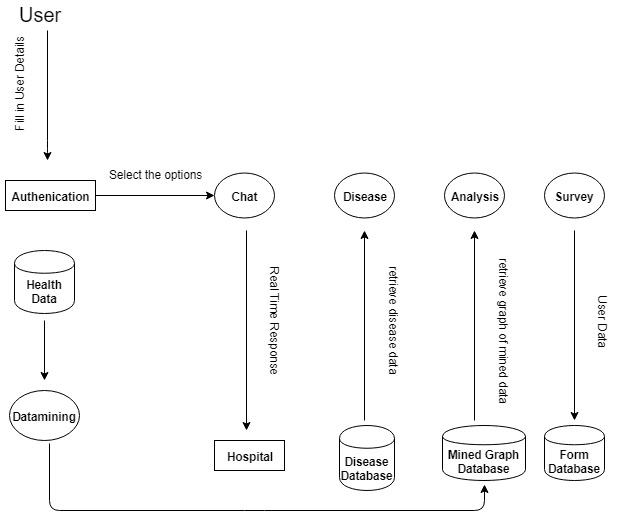 User
Fill in User Details
Select the options
Authenication
Chat
Disease
Analysis
Survey
Health
Data
Real Time Response
retrieve disease data
retrieve graph of mined data
User Data
Datamining
Hospital
Disease
Database
Mined Graph
Database
Form
Database